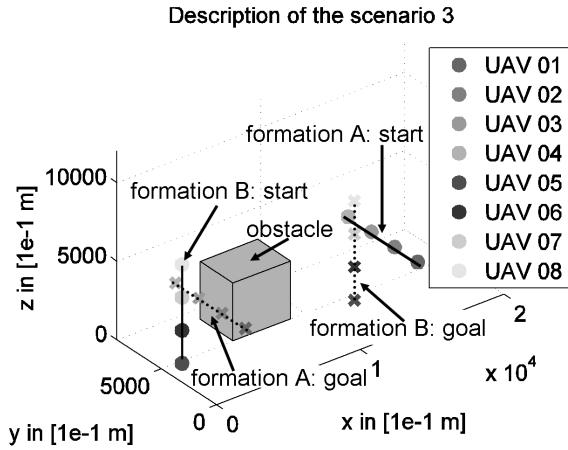 Description of the scenario 3
UAV 01
UAV 02
UAV 03
UAV 04
UAV 05
UAV 06
UAV 07
UAV 08
formation A: start
formation B: start
obstacle
formation B: goal
formation A: goal
z in [1e-1 m]
10000
5000
0
5000
0
y in [1e-1 m]
0
1
2
x 10^4
x in [1e-1 m]